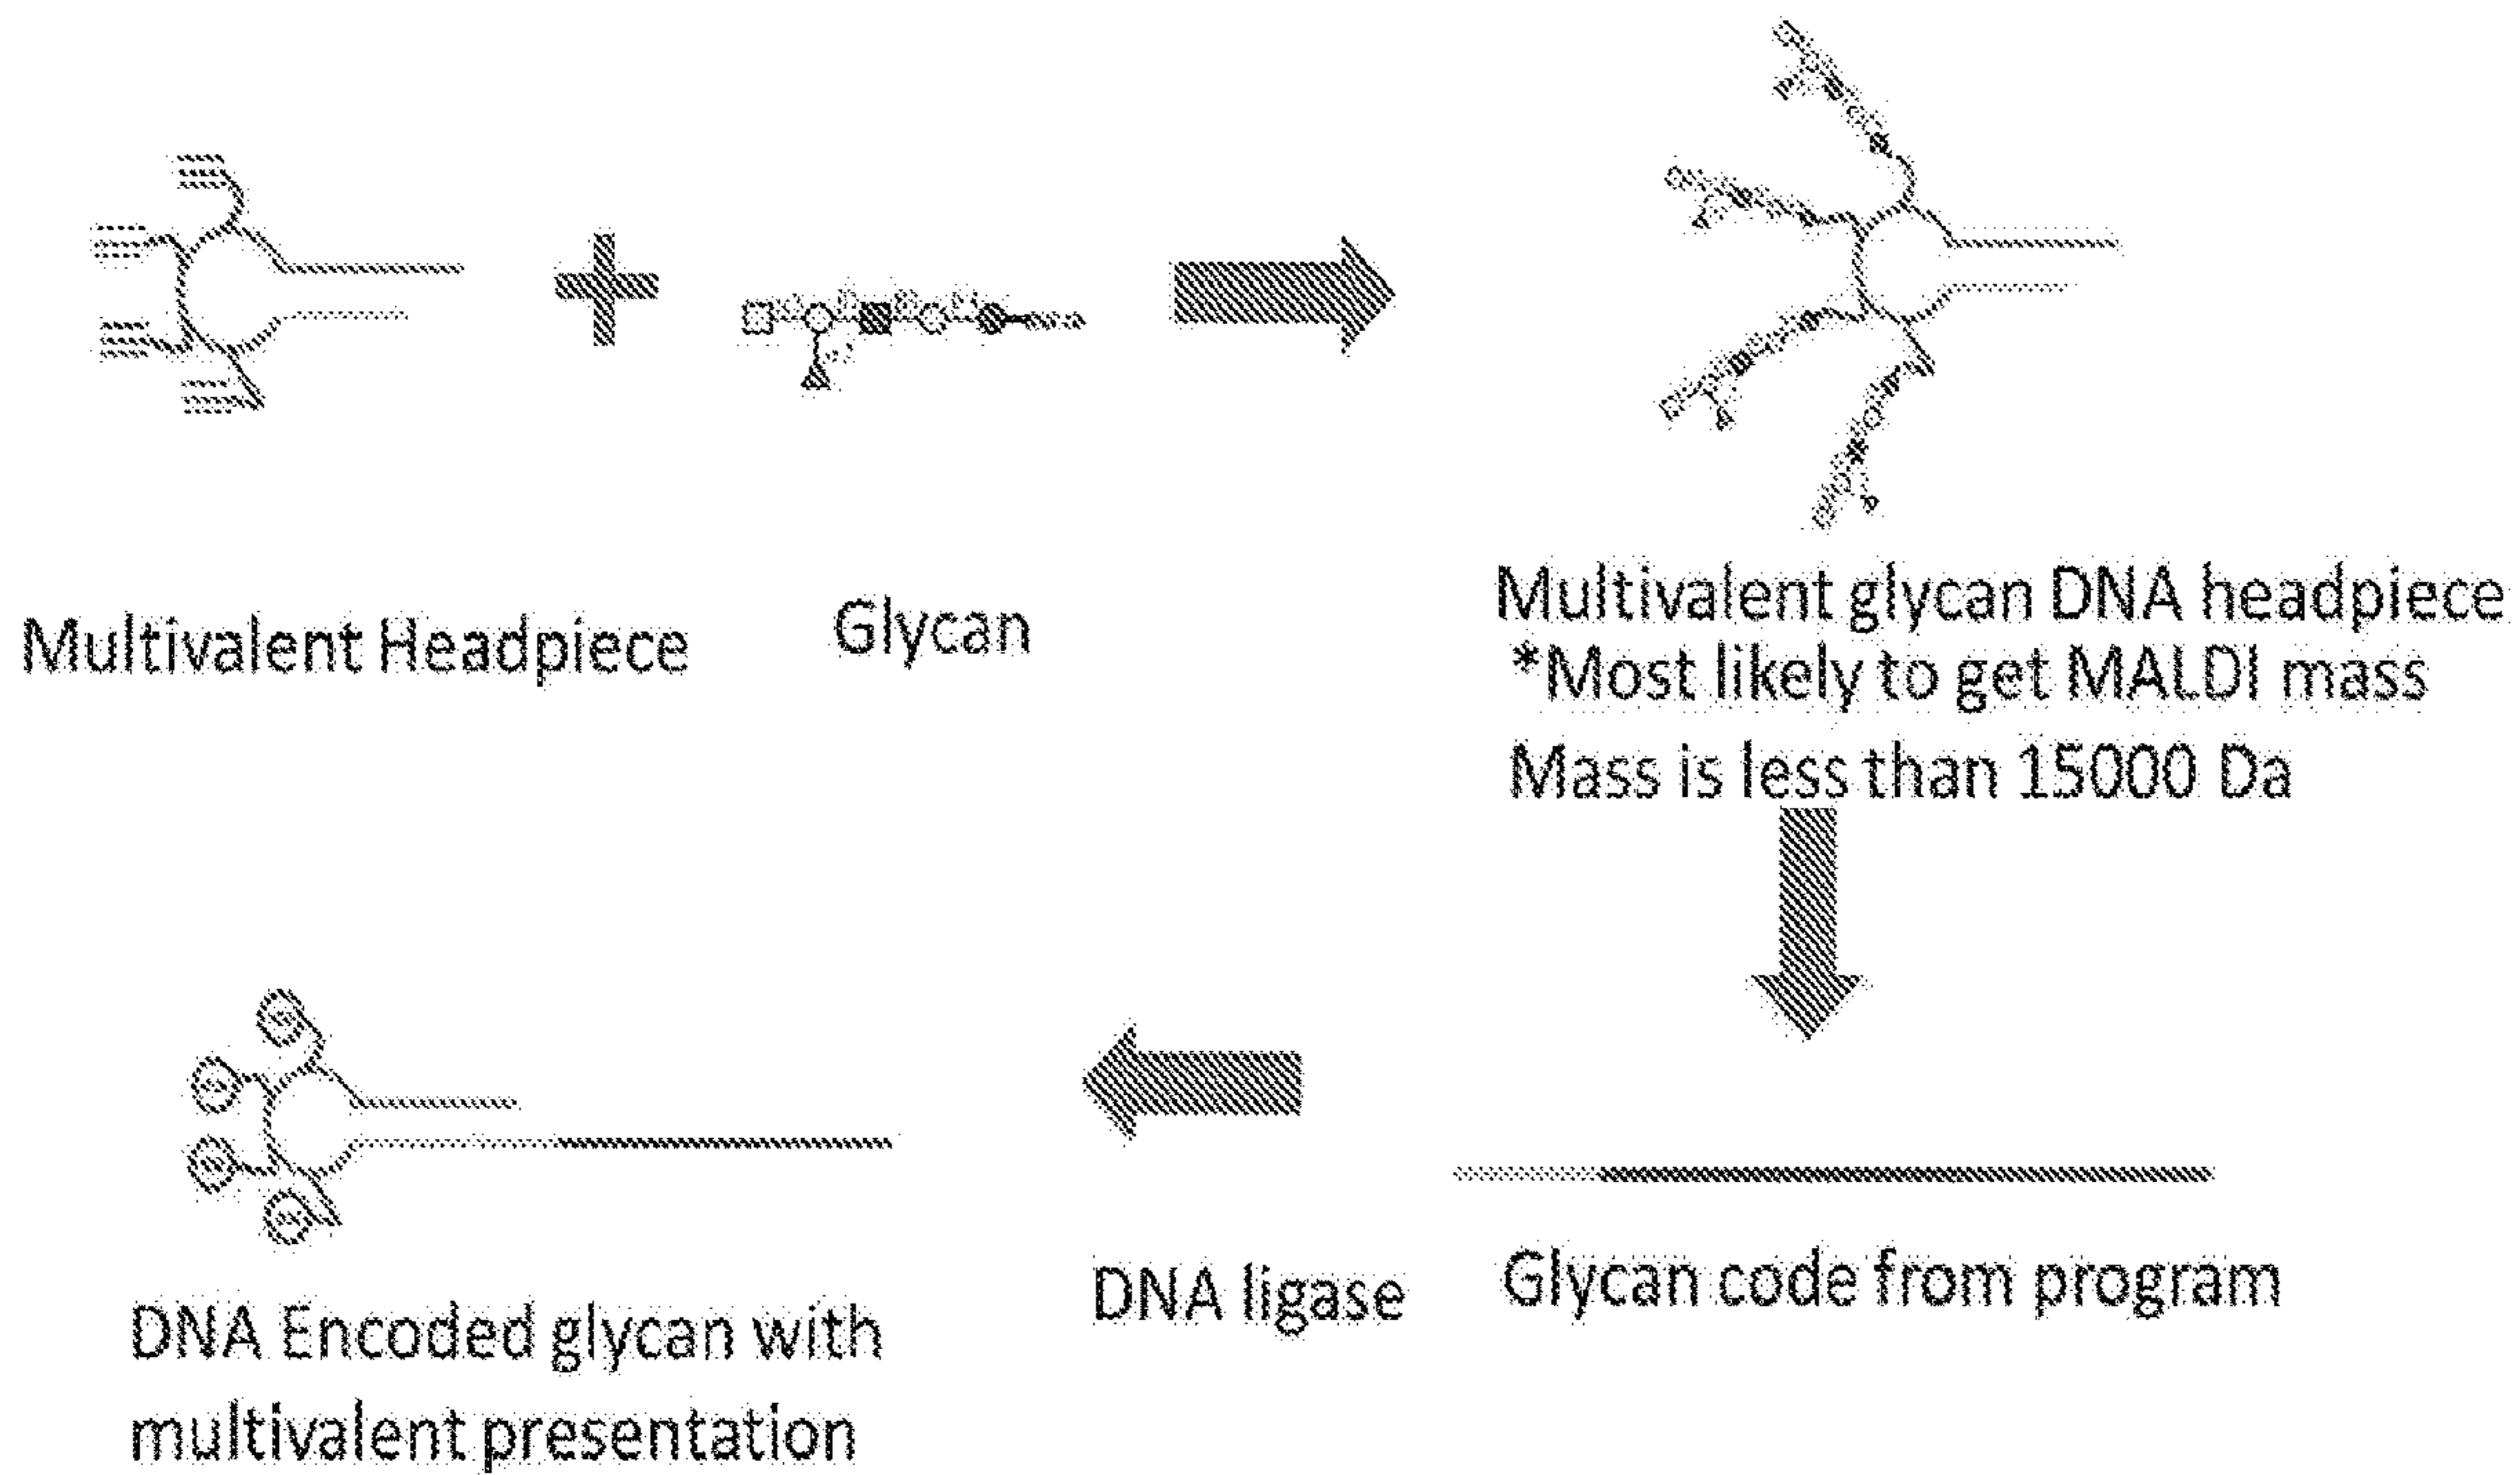 Multivalent Headpiece
Glycan
Multivalent glycan DNA headpiece
*Most likely to get MALDI mass
Mass is less than 15000 Da
Glycan code from program
DNA ligase
DNA Encoded glycan with
multivalent presentation